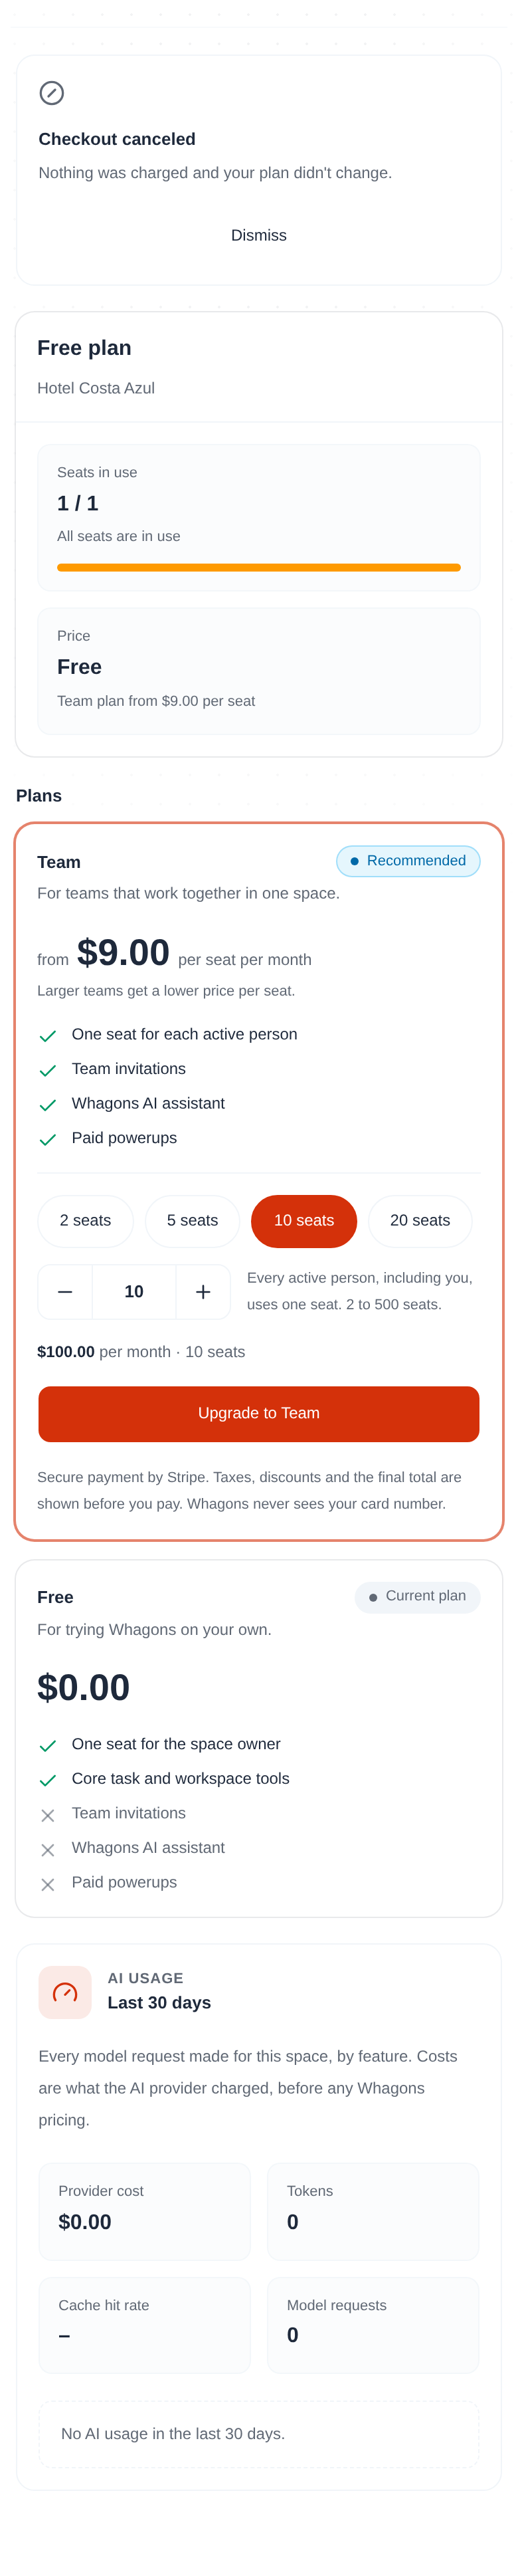 Checkout canceled
Nothing was charged and your plan didn't change.
Dismiss
Free plan
Hotel Costa Azul
Seats in use
1 / 1
All seats are in use
Price
Free
Team plan from $9.00 per seat
Plans
Team
Recommended
For teams that work together in one space.
from $9.00 per seat per month
Larger teams get a lower price per seat.
One seat for each active person
Team invitations
Whagons AI assistant
Paid powerups
2 seats 5 seats 10 seats 20 seats
10
Every active person, including you,
uses one seat. 2 to 500 seats.
$100.00 per month · 10 seats
Upgrade to Team
Secure payment by Stripe. Taxes, discounts and the final total are
shown before you pay. Whagons never sees your card number.
Free
Current plan
For trying Whagons on your own.
$0.00
One seat for the space owner
Core task and workspace tools
Team invitations
Whagons AI assistant
Paid powerups
AI USAGE
Last 30 days
Every model request made for this space, by feature. Costs
are what the AI provider charged, before any Whagons
pricing.
Provider cost
$0.00
Tokens
0
Cache hit rate
–
Model requests
0
No AI usage in the last 30 days.